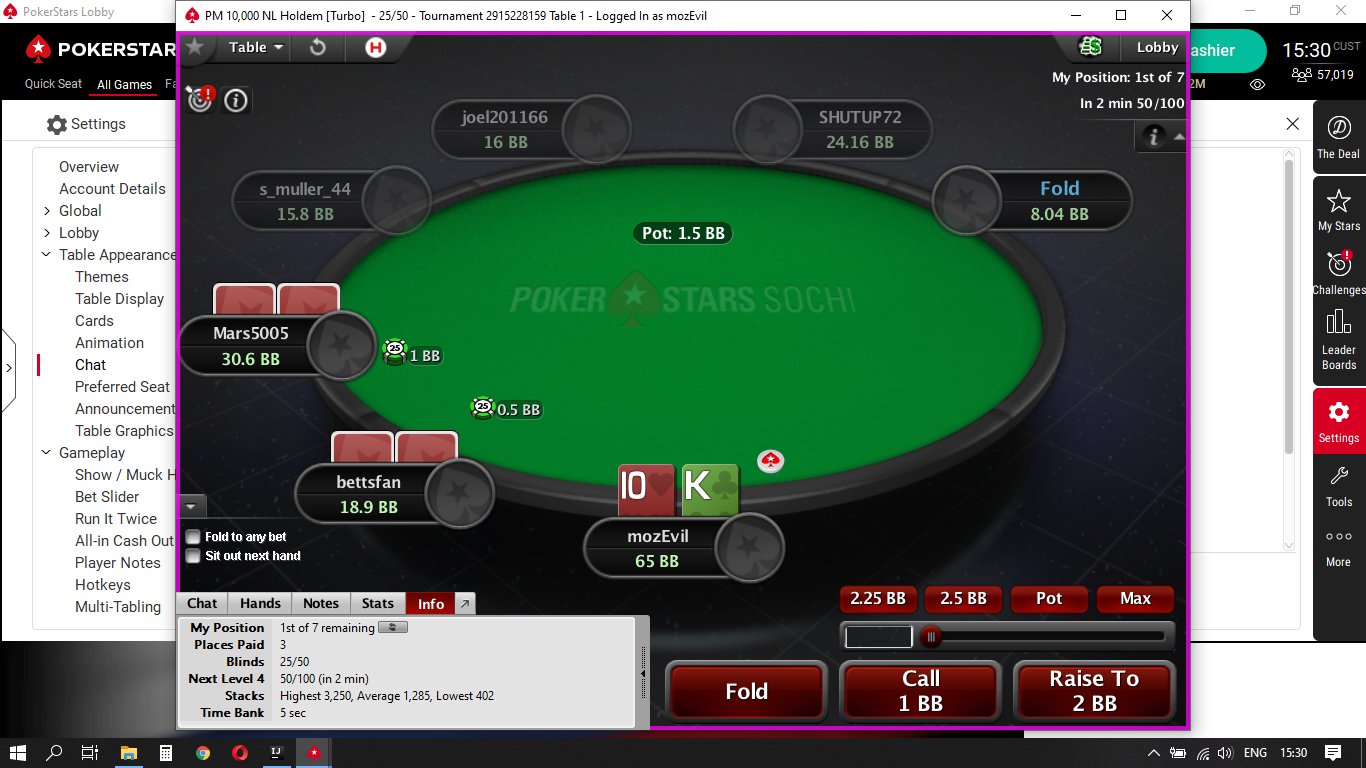 PokerStars Lobby
PM 10,000 NL Holdem [Turbo] - 25/50 - Tournament 2915228159 Table 1 - Logged In as mozEvil
POKERSTAR
Table
H
Lobby
ashier
15:30 CUST
57,019
Quick Seat
All Games
Fa
My Position: 1st of 7
In 2 min 50/100
2M
Settings
Overview
Account Details
Global
Lobby
Table Appearance
Themes
Table Display
Cards
Animation
Chat
Preferred Seat
Announcement
Table Graphics
Gameplay
Show / Muck H
Bet Slider
Run It Twice
All-in Cash Out
Player Notes
Hotkeys
Multi-Tabling
joel201166
16 BB
SHUTUP72
24.16 BB
s_muller_44
15.8 BB
Fold
8.04 BB
Pot: 1.5 BB
POKER STARS SOCHI
Mars5005
30.6 BB
25
1 BB
25
0.5 BB
bettsfan
18.9 BB
10
K
mozEvil
65 BB
Fold to any bet
Sit out next hand
Chat
Hands
Notes
Stats
Info
My Position 1st of 7 remaining
Places Paid 3
Blinds 25/50
Next Level 4 50/100 (in 2 min)
Stacks Highest 3,250, Average 1,285, Lowest 402
Time Bank 5 sec
2.25 BB
2.5 BB
Pot
Max
Fold
Call
1 BB
Raise To
2 BB
The Deal
My Stars
Challenges
Leader
Boards
Settings
Tools
More
IJ
ENG
15:30